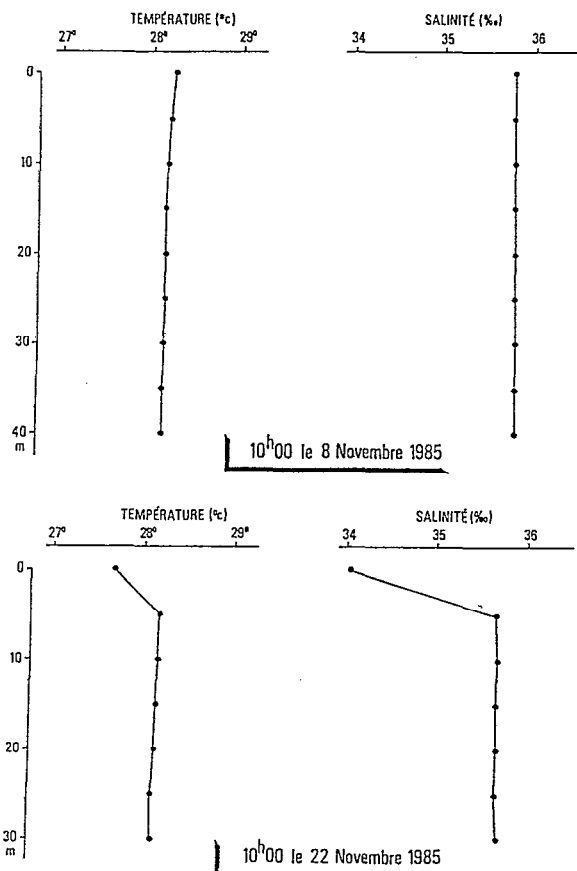 TEMPÉRATURE (°C) SALINITÉ (‰)
27° 28° 29° 34 35 36
0
10
20
30
40
m
10h00 le 8 Novembre 1985
TEMPÉRATURE (°C) SALINITÉ (‰)
27° 28° 29° 34 35 36
0
10
20
30
m
10h00 le 22 Novembre 1985